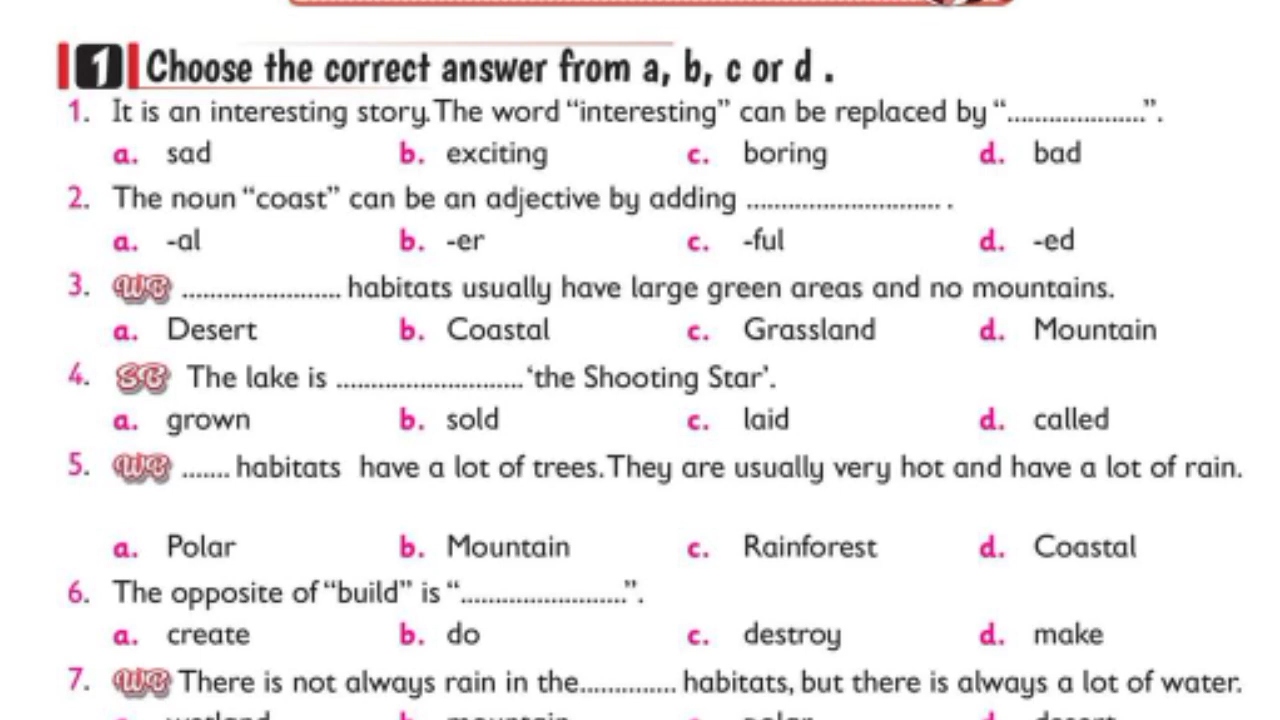 1 Choose the correct answer from a, b, c or d .
1. It is an interesting story. The word “interesting” can be replaced by “....................”.
a. sad b. exciting c. boring d. bad
2. The noun “coast” can be an adjective by adding ............................ .
a. -al b. -er c. -ful d. -ed
3. WB ....................... habitats usually have large green areas and no mountains.
a. Desert b. Coastal c. Grassland d. Mountain
4. SB The lake is ........................... ‘the Shooting Star’.
a. grown b. sold c. laid d. called
5. WB ....... habitats have a lot of trees. They are usually very hot and have a lot of rain.
a. Polar b. Mountain c. Rainforest d. Coastal
6. The opposite of “build” is “........................”.
a. create b. do c. destroy d. make
7. WB There is not always rain in the.............. habitats, but there is always a lot of water.
a. wetland b. mountain c. polar d. desert